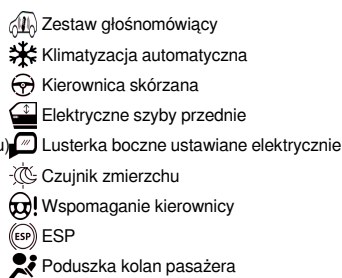 Zestaw głośnomówiący
Klimatyzacja automatyczna
Kierownica skórzana
Elektryczne szyby przednie
u) Lusterka boczne ustawiane elektrycznie
Czujnik zmierzchu
Wspomaganie kierownicy
ESP ESP
Poduszka kolan pasażera